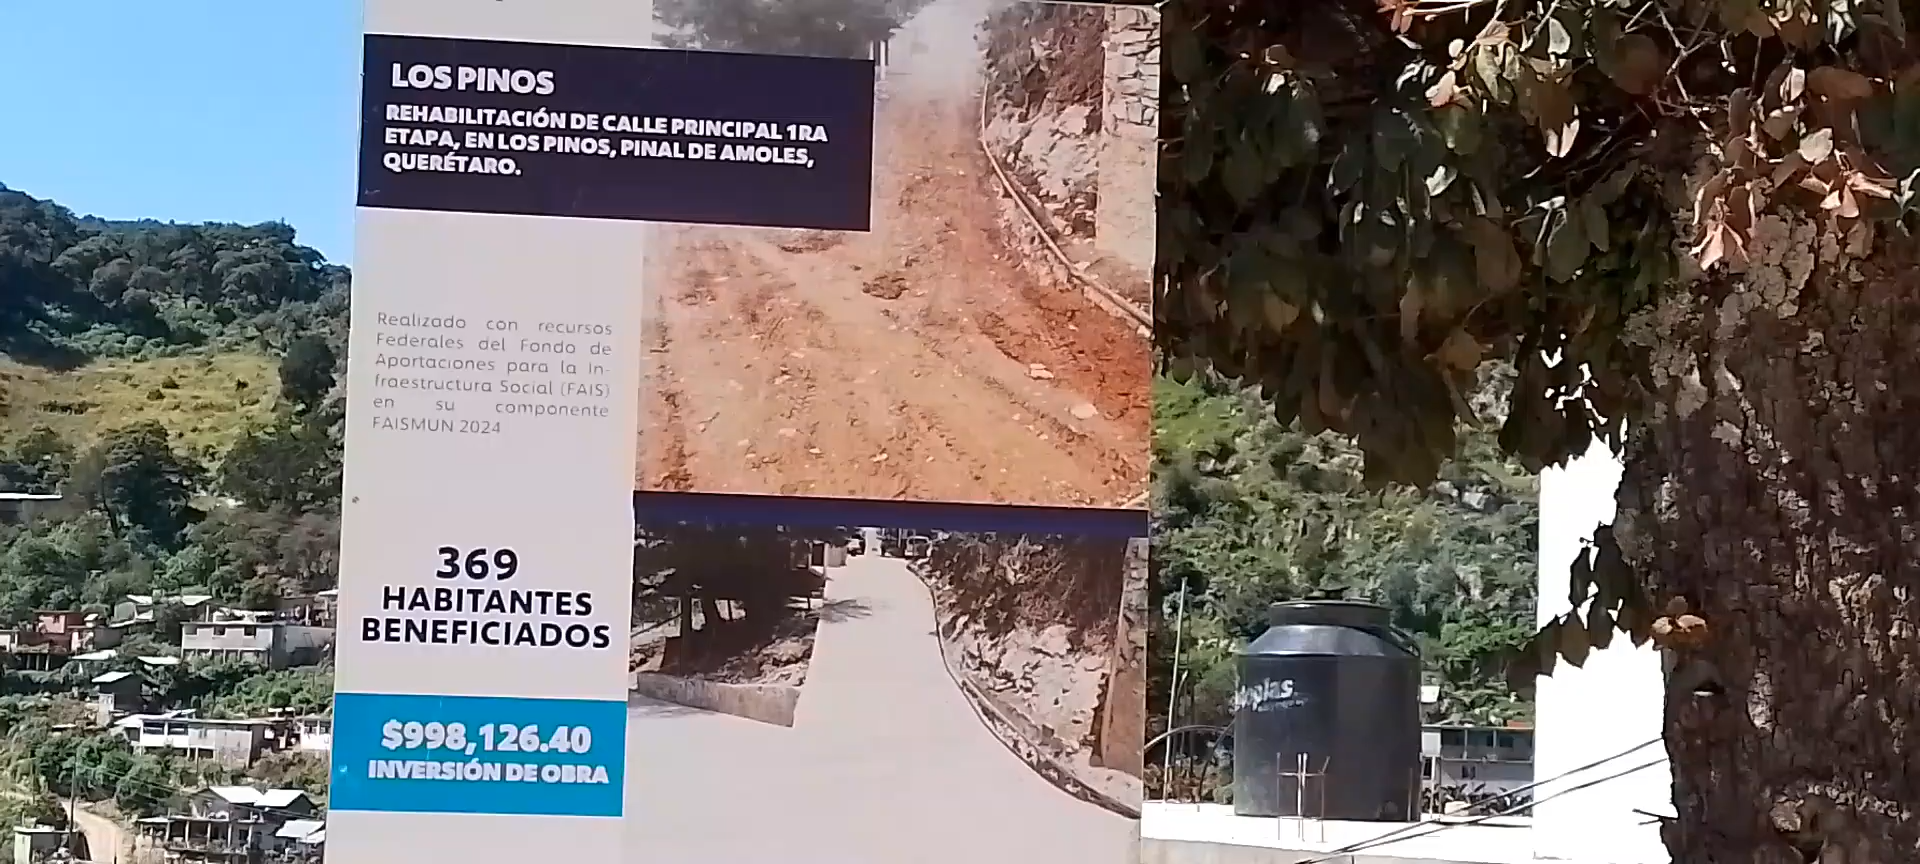 LOS PINOS
REHABILITACIÓN DE CALLE PRINCIPAL 1RA
ETAPA, EN LOS PINOS, PINAL DE AMOLES,
QUERÉTARO.
Realizado con recursos
Federales del Fondo de
Aportaciones para la In-
fraestructura Social (FAIS)
en su componente
FAISMUN 2024
369
HABITANTES
BENEFICIADOS
$998,126.40
INVERSIÓN DE OBRA